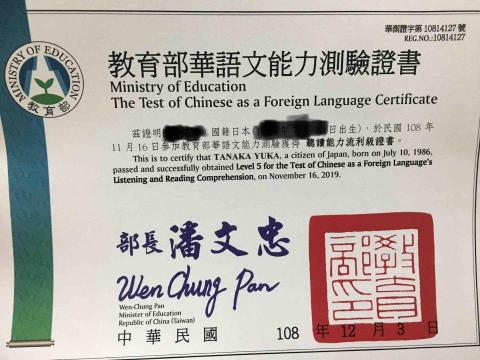 華測證字第 10814127 號
REG.NO.:10814127
MINISTRY OF EDUCATION
教育部
教育部華語文能力測驗證書
Ministry of Education
The Test of Chinese as a Foreign Language Certificate
茲證明 國籍日本( 日出生),於民國 108 年
11 月 16 日參加教育部華語文能力測驗獲得 聽讀能力流利級證書。
This is to certify that TANAKA YUKA, a citizen of Japan, born on July 10, 1986,
passed and successfully obtained Level 5 for the Test of Chinese as a Foreign Language's
Listening and Reading Comprehension, on November 16, 2019.
部長 潘文忠
Wen Chung Pan
Wen-Chung Pan
Minister of Education
Republic of China (Taiwan)
中華民國 108 年 12 月 3 日